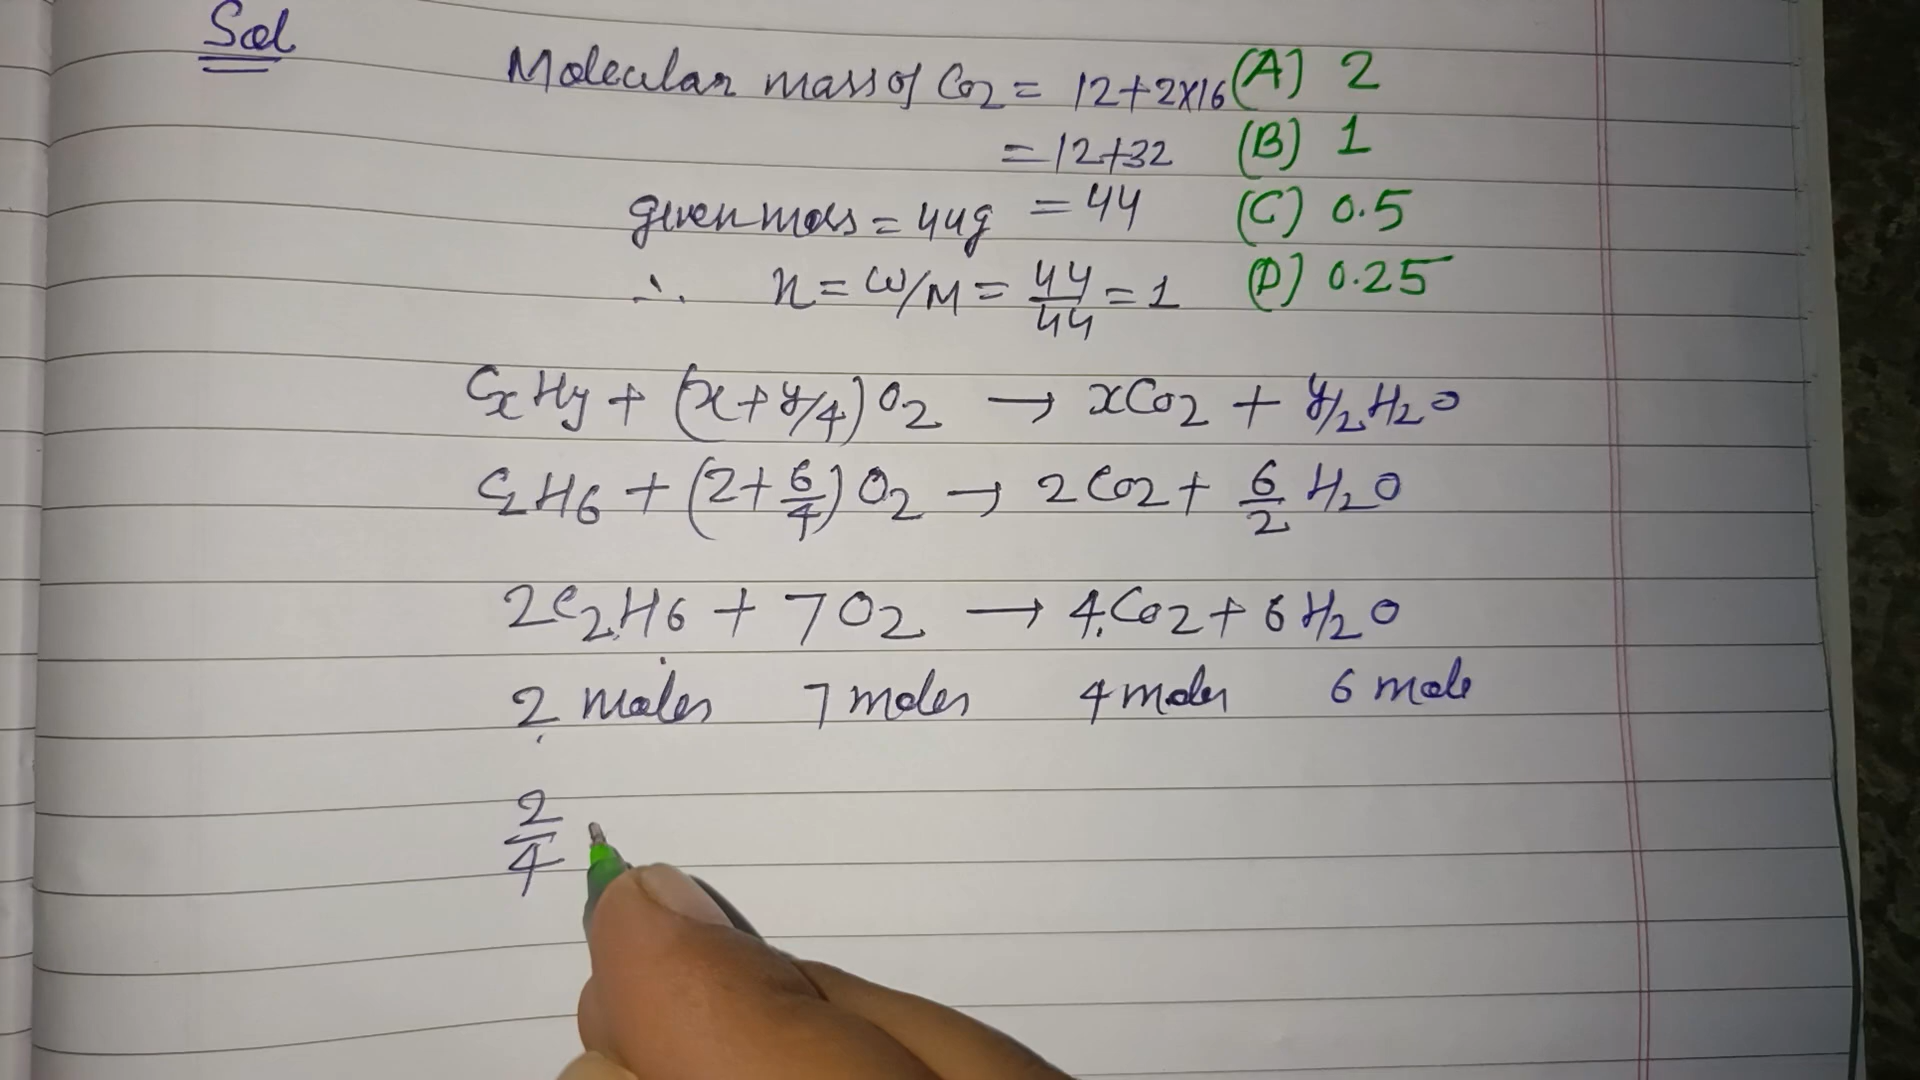 Sol
Molecular mass of Co2 = 12+2×16 (A) 2
= 12+32 (B) 1
given mass = 44g = 44 (C) 0.5
∴ n = W/M = 44/44 = 1 (D) 0.25
CxHy + (x+y/4)O2 → xCo2 + y/2 H2O
C2H6 + (2+6/4)O2 → 2Co2 + 6/2 H2O
2C2H6 + 7O2 → 4Co2 + 6H2O
2 moles 7 moles 4 moles 6 mole
2/4